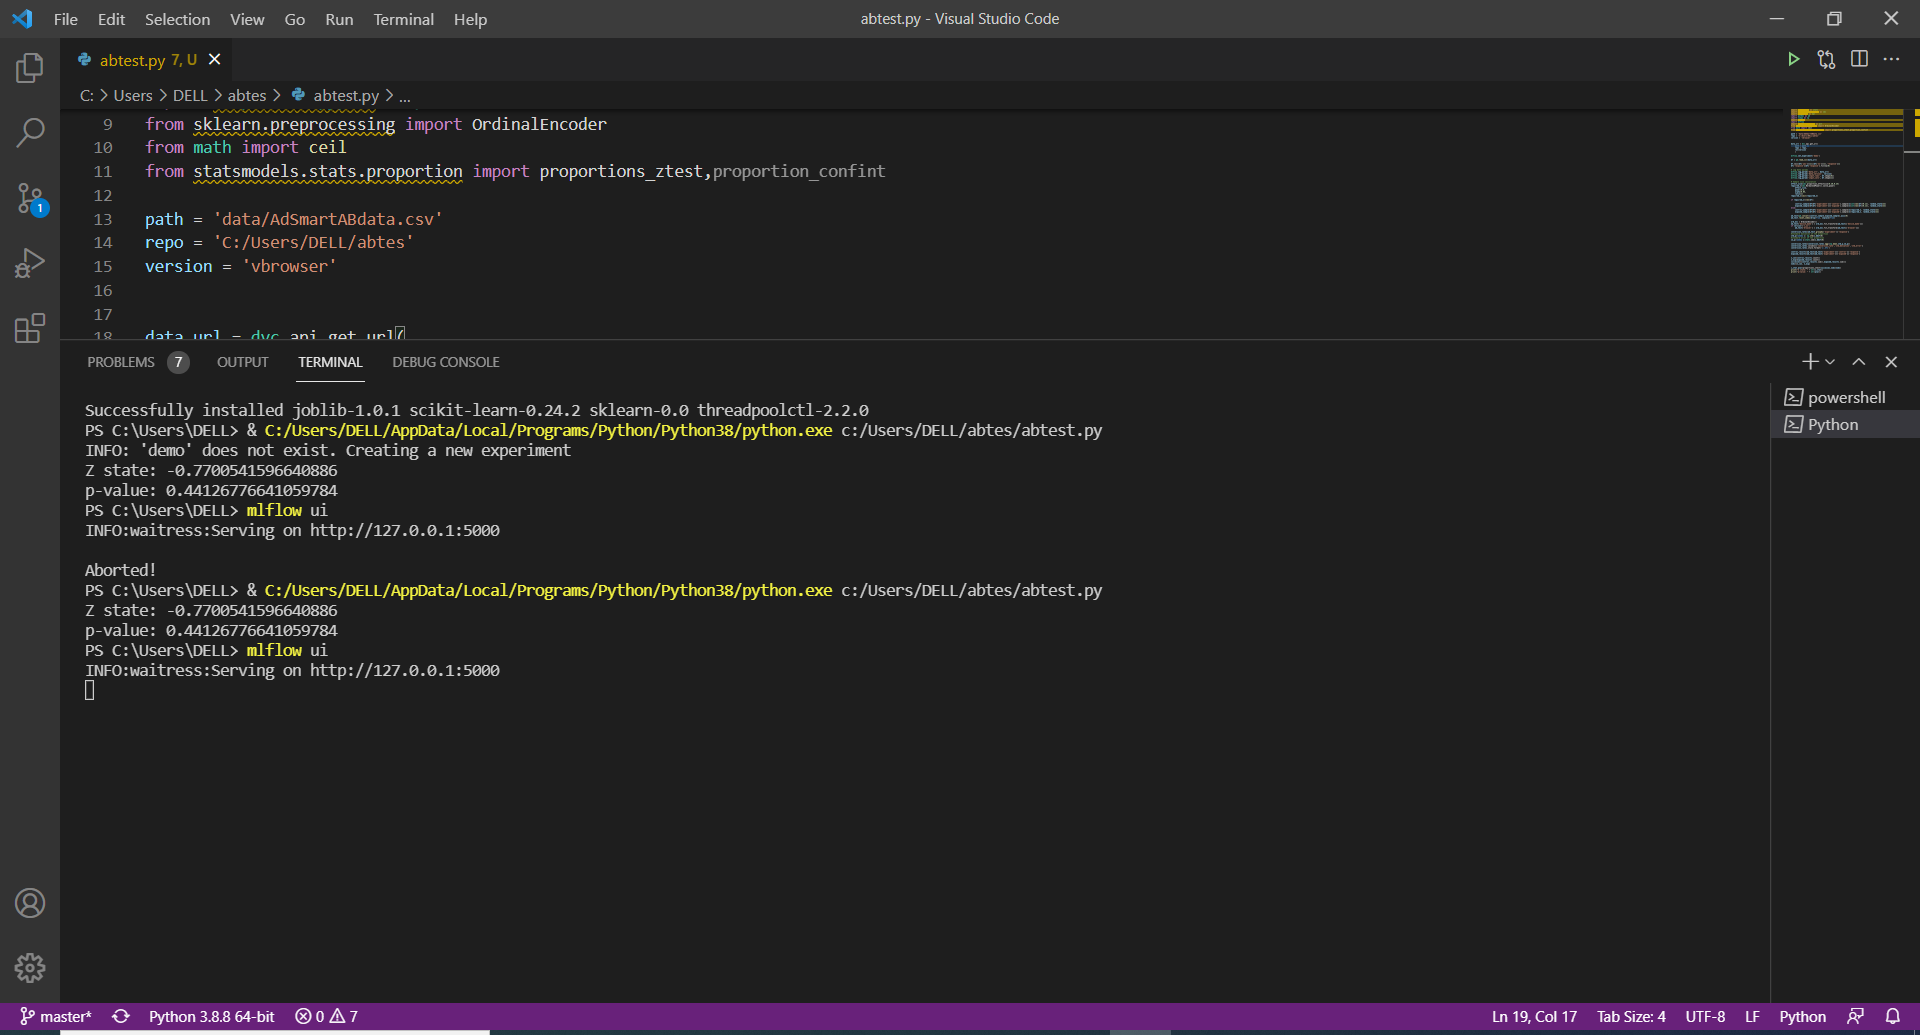 File Edit Selection View Go Run Terminal Help
abtest.py - Visual Studio Code
abtest.py 7, U
C: > Users > DELL > abtes > abtest.py > ...
9 from sklearn.preprocessing import OrdinalEncoder
10 from math import ceil
11 from statsmodels.stats.proportion import proportions_ztest,proportion_confint
12
13 path = 'data/AdSmartABdata.csv'
14 repo = 'C:/Users/DELL/abtes'
15 version = 'vbrowser'
16
17
18 data_url = dvc.api.get_url(
1
PROBLEMS 7 OUTPUT TERMINAL DEBUG CONSOLE
Successfully installed joblib-1.0.1 scikit-learn-0.24.2 sklearn-0.0 threadpoolctl-2.2.0
PS C:\Users\DELL> & C:/Users/DELL/AppData/Local/Programs/Python/Python38/python.exe c:/Users/DELL/abtes/abtest.py
INFO: 'demo' does not exist. Creating a new experiment
Z state: -0.7700541596640886
p-value: 0.44126776641059784
PS C:\Users\DELL> mlflow ui
INFO:waitress:Serving on http://127.0.0.1:5000
Aborted!
PS C:\Users\DELL> & C:/Users/DELL/AppData/Local/Programs/Python/Python38/python.exe c:/Users/DELL/abtes/abtest.py
Z state: -0.7700541596640886
p-value: 0.44126776641059784
PS C:\Users\DELL> mlflow ui
INFO:waitress:Serving on http://127.0.0.1:5000
powershell
Python
master* Python 3.8.8 64-bit 0 7 Ln 19, Col 17 Tab Size: 4 UTF-8 LF Python